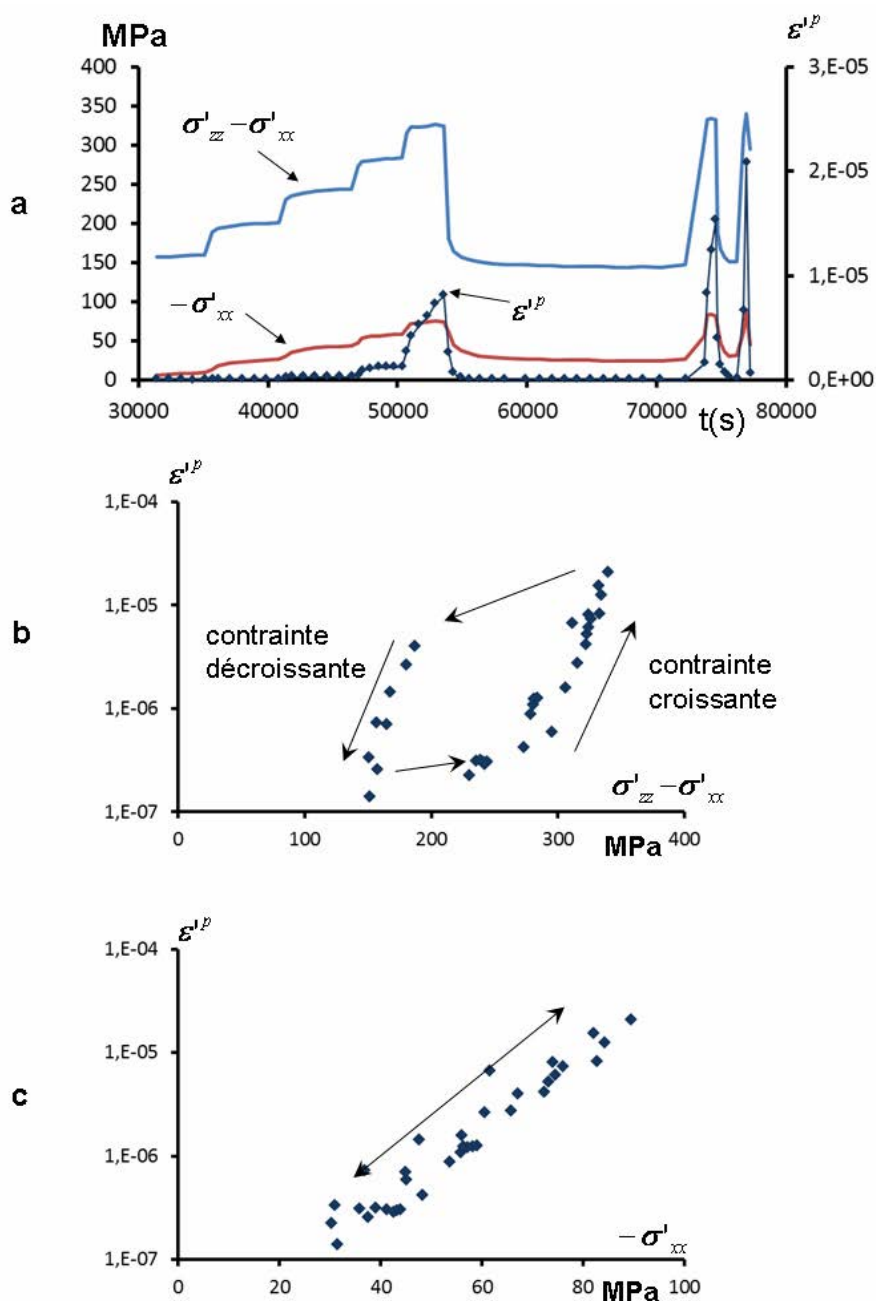 MPa
ε'ᵖ
400
350
300
250
200
150
100
50
0
3,E-05
2,E-05
1,E-05
0,E+00
σ'zz −σ'xx
−σ'xx
ε'ᵖ
a
30000 40000 50000 60000 70000 80000
t(s)
ε'ᵖ
1,E-04
1,E-05
1,E-06
1,E-07
b
contrainte
décroissante
contrainte
croissante
σ'zz −σ'xx
0 100 200 300 400
MPa
ε'ᵖ
1,E-04
1,E-05
1,E-06
1,E-07
c
−σ'xx
0 20 40 60 80 100
MPa